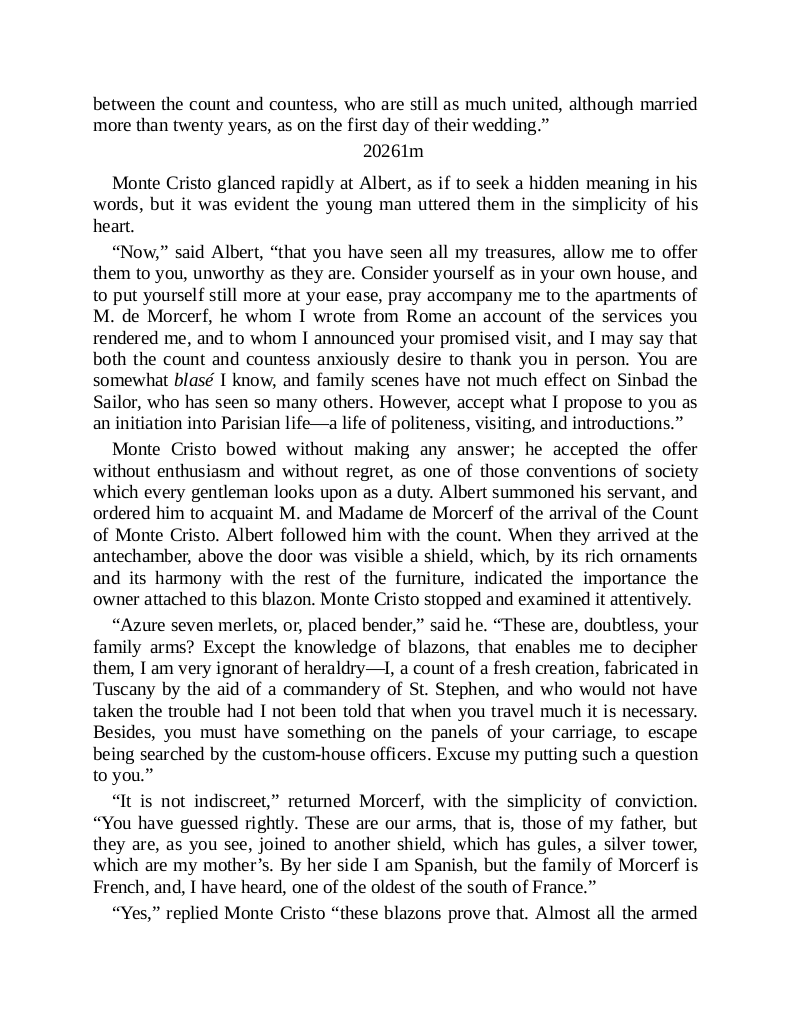 between the count and countess, who are still as much united, although married
more than twenty years, as on the first day of their wedding.”
20261m
Monte Cristo glanced rapidly at Albert, as if to seek a hidden meaning in his
words, but it was evident the young man uttered them in the simplicity of his
heart.
“Now,” said Albert, “that you have seen all my treasures, allow me to offer
them to you, unworthy as they are. Consider yourself as in your own house, and
to put yourself still more at your ease, pray accompany me to the apartments of
M. de Morcerf, he whom I wrote from Rome an account of the services you
rendered me, and to whom I announced your promised visit, and I may say that
both the count and countess anxiously desire to thank you in person. You are
somewhat blasé I know, and family scenes have not much effect on Sinbad the
Sailor, who has seen so many others. However, accept what I propose to you as
an initiation into Parisian life—a life of politeness, visiting, and introductions.”
Monte Cristo bowed without making any answer; he accepted the offer
without enthusiasm and without regret, as one of those conventions of society
which every gentleman looks upon as a duty. Albert summoned his servant, and
ordered him to acquaint M. and Madame de Morcerf of the arrival of the Count
of Monte Cristo. Albert followed him with the count. When they arrived at the
antechamber, above the door was visible a shield, which, by its rich ornaments
and its harmony with the rest of the furniture, indicated the importance the
owner attached to this blazon. Monte Cristo stopped and examined it attentively.
“Azure seven merlets, or, placed bender,” said he. “These are, doubtless, your
family arms? Except the knowledge of blazons, that enables me to decipher
them, I am very ignorant of heraldry—I, a count of a fresh creation, fabricated in
Tuscany by the aid of a commandery of St. Stephen, and who would not have
taken the trouble had I not been told that when you travel much it is necessary.
Besides, you must have something on the panels of your carriage, to escape
being searched by the custom-house officers. Excuse my putting such a question
to you.”
“It is not indiscreet,” returned Morcerf, with the simplicity of conviction.
“You have guessed rightly. These are our arms, that is, those of my father, but
they are, as you see, joined to another shield, which has gules, a silver tower,
which are my mother’s. By her side I am Spanish, but the family of Morcerf is
French, and, I have heard, one of the oldest of the south of France.”
“Yes,” replied Monte Cristo “these blazons prove that. Almost all the armed